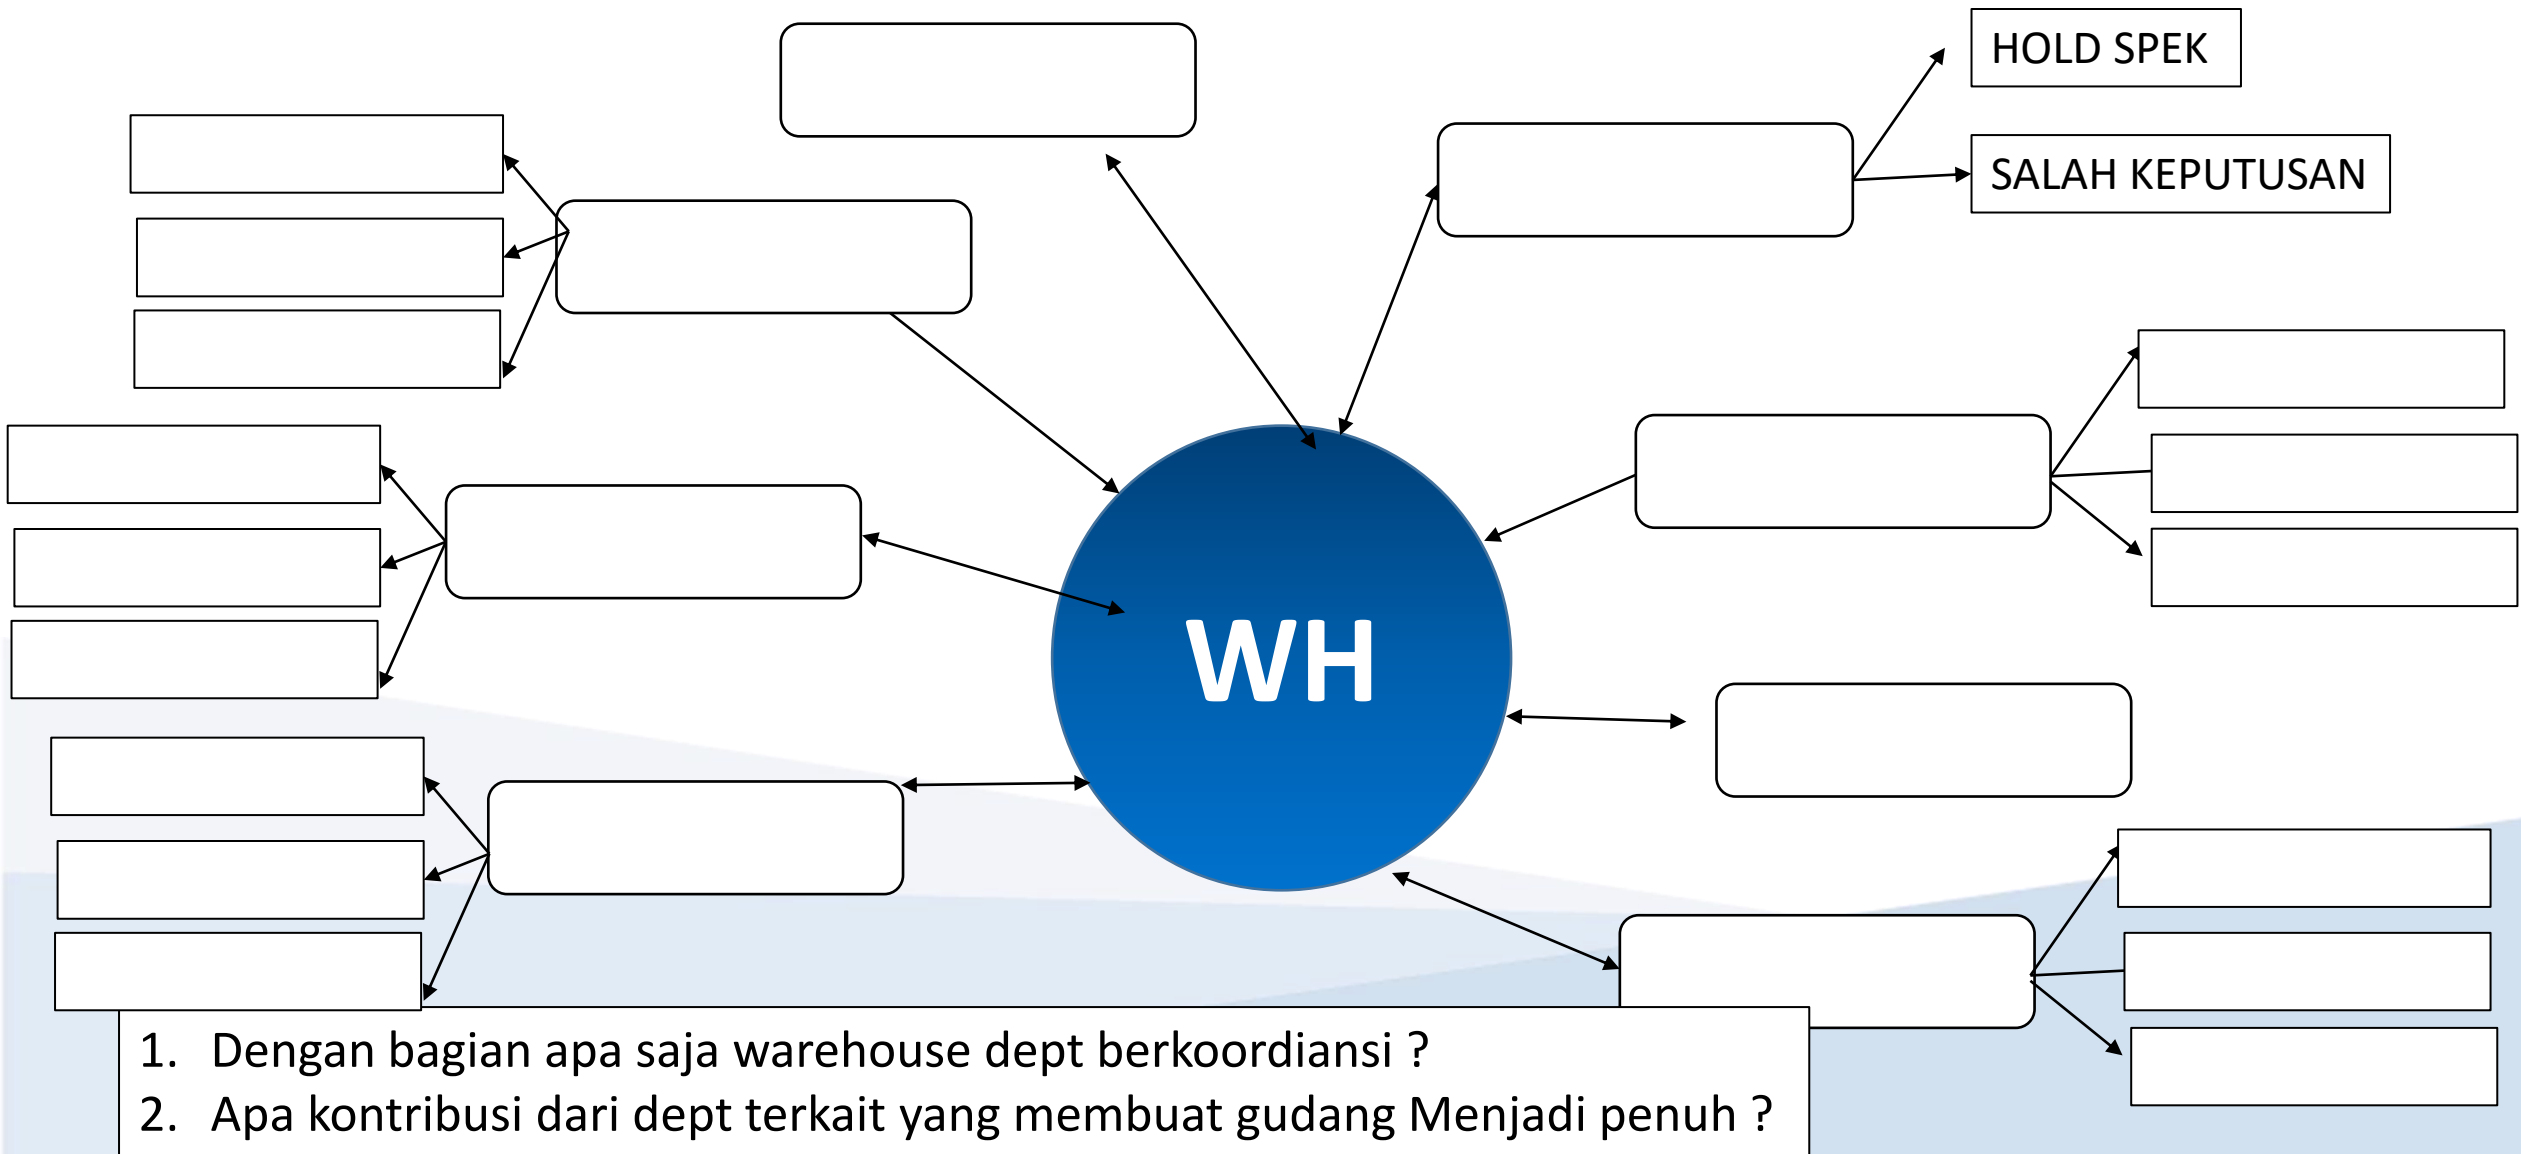 HOLD SPEK
SALAH KEPUTUSAN
WH
1. Dengan bagian apa saja warehouse dept berkoordiansi ?
2. Apa kontribusi dari dept terkait yang membuat gudang Menjadi penuh ?